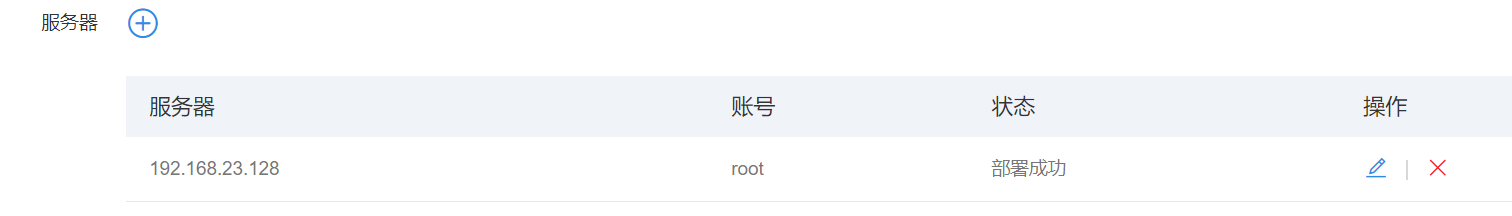 服务器
服务器 账号 状态 操作
192.168.23.128 root 部署成功